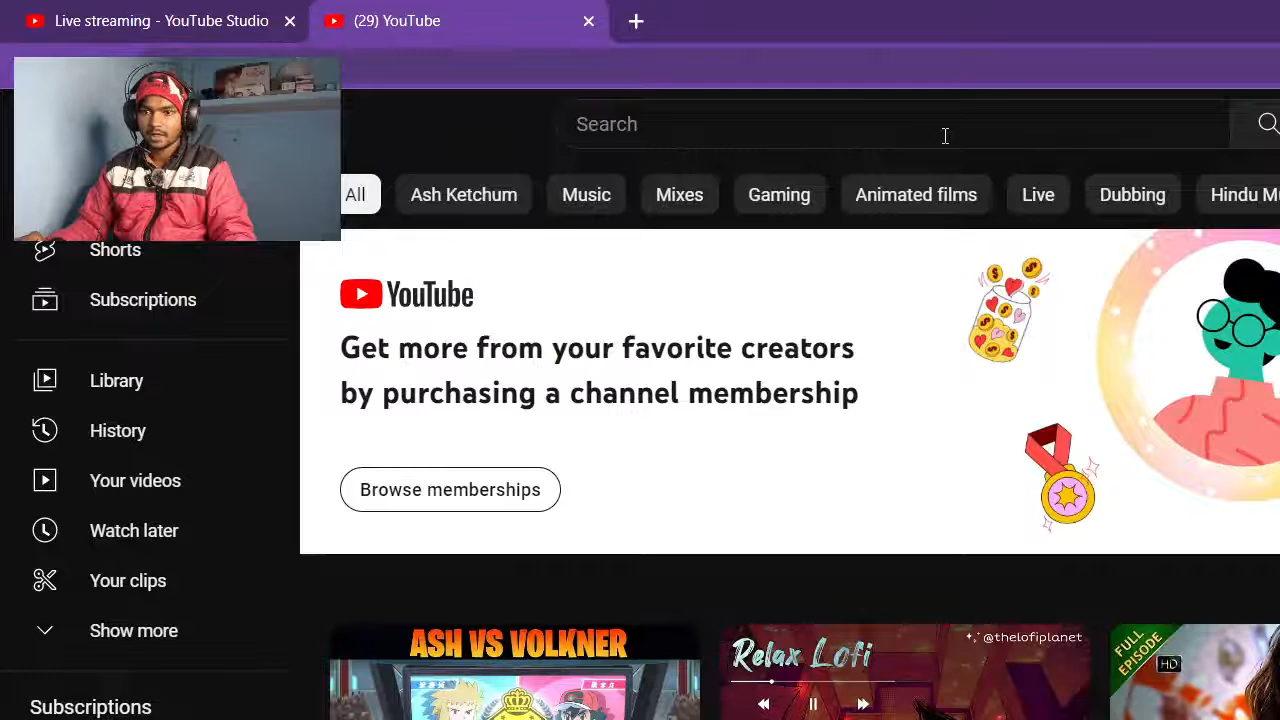 Live streaming - YouTube Studio
(29) YouTube
Search
All
Ash Ketchum
Music
Mixes
Gaming
Animated films
Live
Dubbing
Hindu M
Shorts
Subscriptions
Library
History
Your videos
Watch later
Your clips
Show more
Subscriptions
YouTube
Get more from your favorite creators
by purchasing a channel membership
Browse memberships
ASH VS VOLKNER
Relax Lofi
@thelofiplanet
FULL
EPISODE
HD